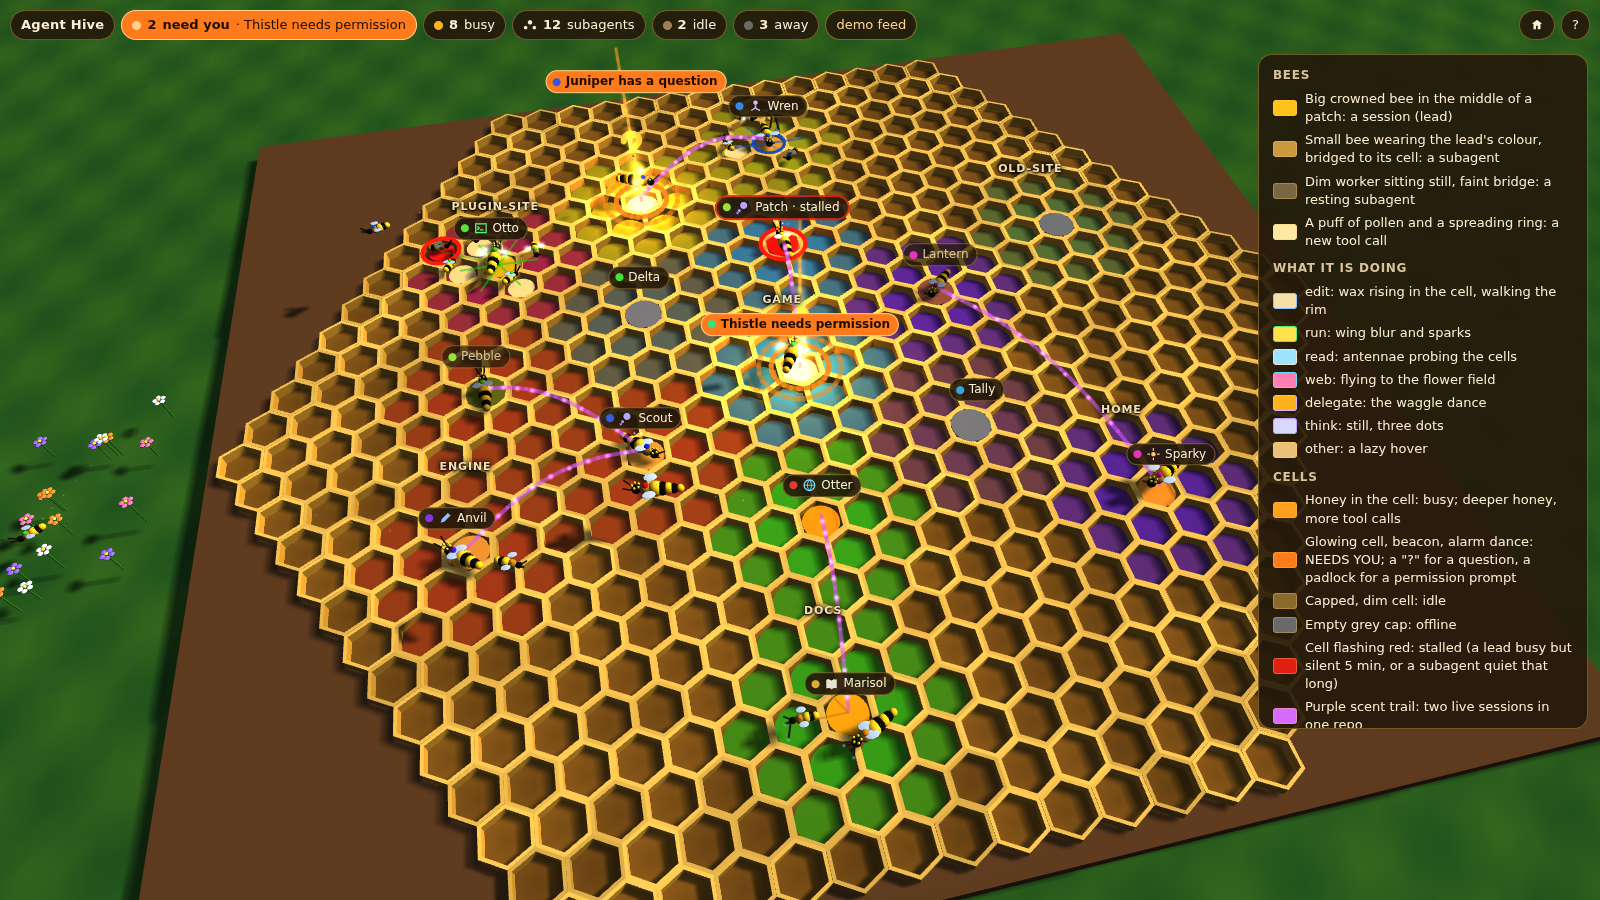 Agent Hive
2 need you · Thistle needs permission
8 busy
12 subagents
2 idle
3 away
demo feed
?
Juniper has a question
Wren
OLD-SITE
PLUGIN-SITE
Patch · stalled
Otto
Lantern
Delta
GAME
Thistle needs permission
Pebble
Tally
HOME
Scout
Sparky
ENGINE
Otter
Anvil
DOCS
Marisol
BEES
Big crowned bee in the middle of a
patch: a session (lead)
Small bee wearing the lead's colour,
bridged to its cell: a subagent
Dim worker sitting still, faint bridge: a
resting subagent
A puff of pollen and a spreading ring: a
new tool call
WHAT IT IS DOING
edit: wax rising in the cell, walking the
rim
run: wing blur and sparks
read: antennae probing the cells
web: flying to the flower field
delegate: the waggle dance
think: still, three dots
other: a lazy hover
CELLS
Honey in the cell: busy; deeper honey,
more tool calls
Glowing cell, beacon, alarm dance:
NEEDS YOU; a "?" for a question, a
padlock for a permission prompt
Capped, dim cell: idle
Empty grey cap: offline
Cell flashing red: stalled (a lead busy but
silent 5 min, or a subagent quiet that
long)
Purple scent trail: two live sessions in
one repo